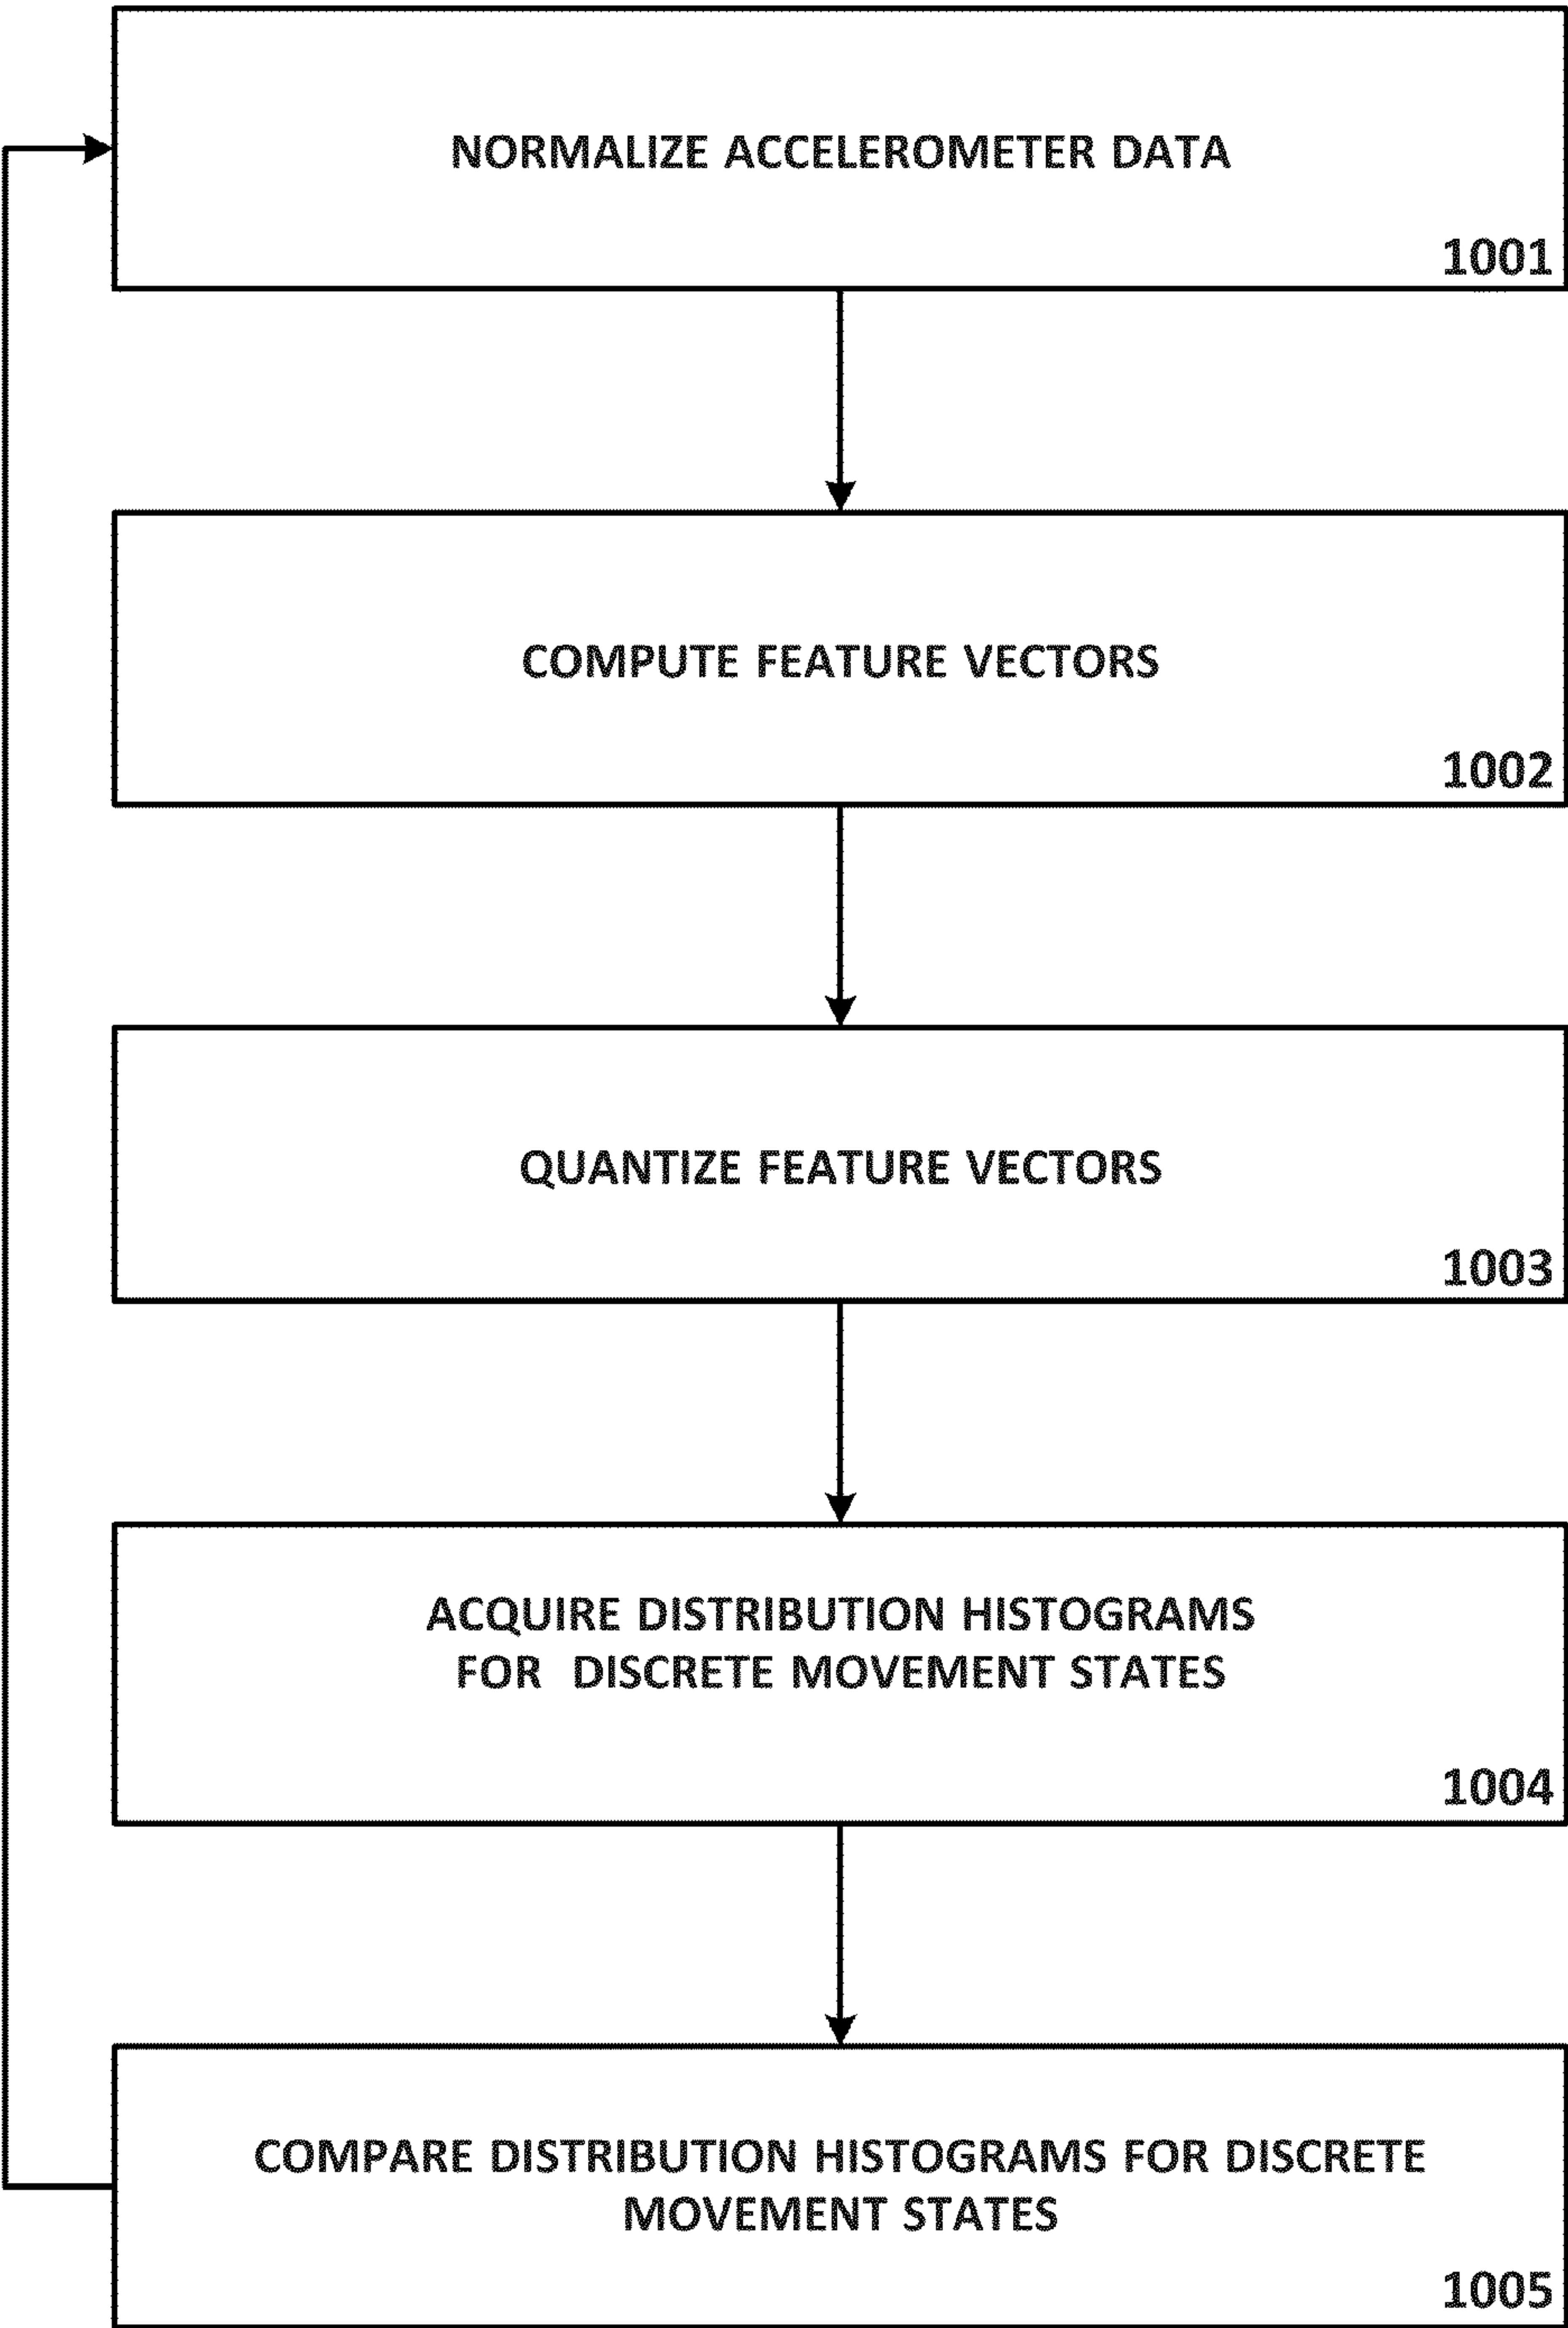 NORMALIZE ACCELEROMETER DATA
1001
COMPUTE FEATURE VECTORS
1002
QUANTIZE FEATURE VECTORS
1003
ACQUIRE DISTRIBUTION HISTOGRAMS
FOR DISCRETE MOVEMENT STATES
1004
COMPARE DISTRIBUTION HISTOGRAMS FOR DISCRETE
MOVEMENT STATES
1005